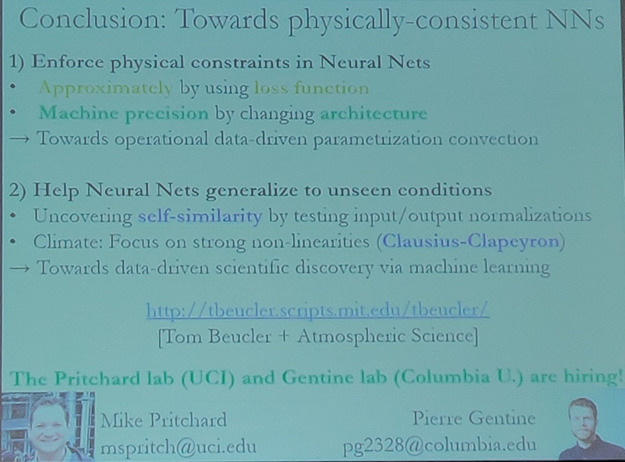 Conclusion: Towards physically-consistent NNs
1) Enforce physical constraints in Neural Nets
• Approximately by using loss function
• Machine precision by changing architecture
→ Towards operational data-driven parametrization convection
2) Help Neural Nets generalize to unseen conditions
• Uncovering self-similarity by testing input/output normalizations
• Climate: Focus on strong non-linearities (Clausius-Clapeyron)
→ Towards data-driven scientific discovery via machine learning
http://tbeucler.scripts.mit.edu/tbeucler/
[Tom Beucler + Atmospheric Science]
The Pritchard lab (UCI) and Gentine lab (Columbia U.) are hiring!
Mike Pritchard
mspritch@uci.edu
Pierre Gentine
pg2328@columbia.edu